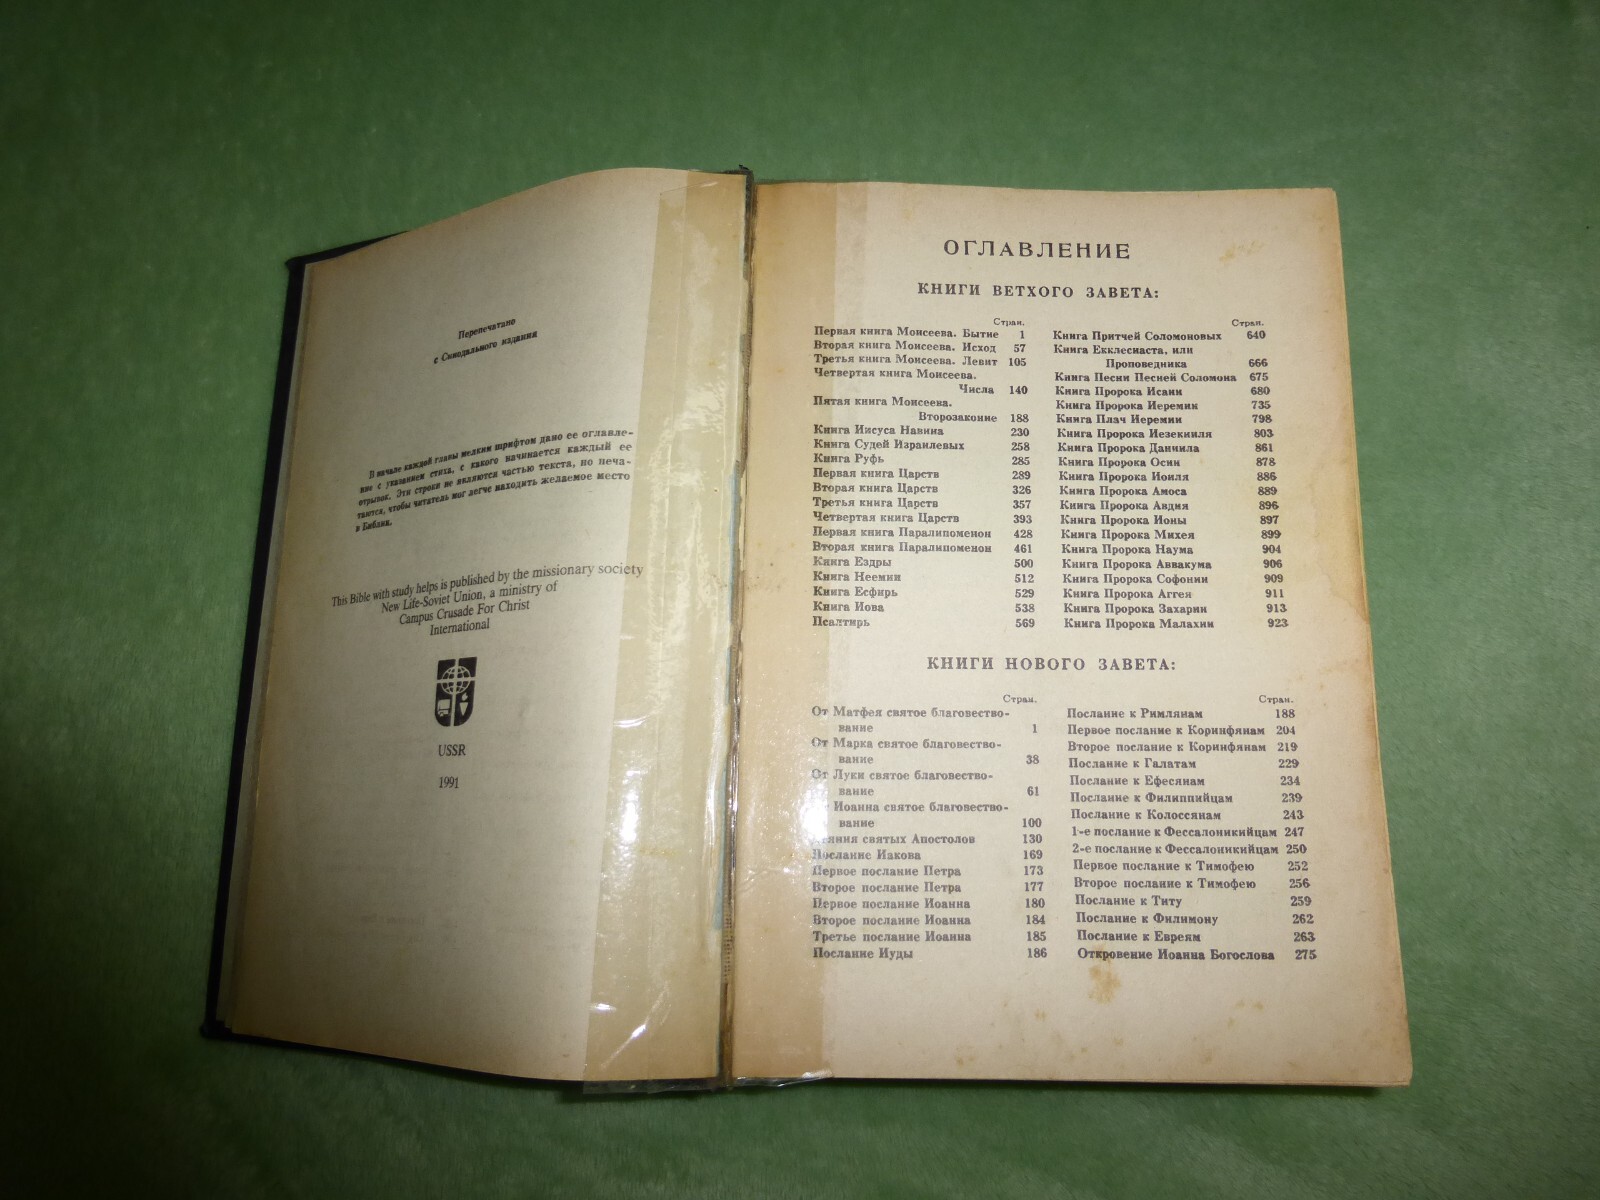 Перепечатано
с Синодального издания
В начале каждой главы мелким шрифтом дано ее оглавле-
ние с указанием стиха, с какого начинается каждый ее
отрывок. Эти строки не являются частью текста, но печа-
таются, чтобы читатель мог легче находить желаемое место
в Библии.
This Bible with study helps is published by the missionary society
New Life-Soviet Union, a ministry of
Campus Crusade For Christ
International
USSR
1991
ОГЛАВЛЕНИЕ
КНИГИ ВЕТХОГО ЗАВЕТА:
Стран.
Первая книга Моисеева. Бытие 1
Вторая книга Моисеева. Исход 57
Третья книга Моисеева. Левит 105
Четвертая книга Моисеева.
Числа 140
Пятая книга Моисеева.
Второзаконие 188
Книга Иисуса Навина 230
Книга Судей Израилевых 258
Книга Руфь 285
Первая книга Царств 289
Вторая книга Царств 326
Третья книга Царств 357
Четвертая книга Царств 393
Первая книга Паралипоменон 428
Вторая книга Паралипоменон 461
Книга Ездры 500
Книга Неемии 512
Книга Есфирь 529
Книга Иова 538
Псалтирь 569
Стран.
Книга Притчей Соломоновых 640
Книга Екклесиаста, или
Проповедника 666
Книга Песни Песней Соломона 675
Книга Пророка Исаии 680
Книга Пророка Иеремии 735
Книга Плач Иеремии 798
Книга Пророка Иезекииля 803
Книга Пророка Даниила 861
Книга Пророка Осии 878
Книга Пророка Иоиля 886
Книга Пророка Амоса 889
Книга Пророка Авдия 896
Книга Пророка Ионы 897
Книга Пророка Михея 899
Книга Пророка Наума 904
Книга Пророка Аввакума 906
Книга Пророка Софонии 909
Книга Пророка Аггея 911
Книга Пророка Захарии 913
Книга Пророка Малахии 923
КНИГИ НОВОГО ЗАВЕТА:
Стран.
От Матфея святое благовество-
вание 1
От Марка святое благовество-
вание 38
От Луки святое благовество-
вание 61
Иоанна святое благовество-
вание 100
святых Апостолов 130
Послание Иакова 169
Первое послание Петра 173
Второе послание Петра 177
Первое послание Иоанна 180
Второе послание Иоанна 184
Третье послание Иоанна 185
Послание Иуды 186
Стран.
Послание к Римлянам 188
Первое послание к Коринфянам 204
Второе послание к Коринфянам 219
Послание к Галатам 229
Послание к Ефесянам 234
Послание к Филиппийцам 239
Послание к Колоссянам 243
1-е послание к Фессалоникийцам 247
2-е послание к Фессалоникийцам 250
Первое послание к Тимофею 252
Второе послание к Тимофею 256
Послание к Титу 259
Послание к Филимону 262
Послание к Евреям 263
Откровение Иоанна Богослова 275